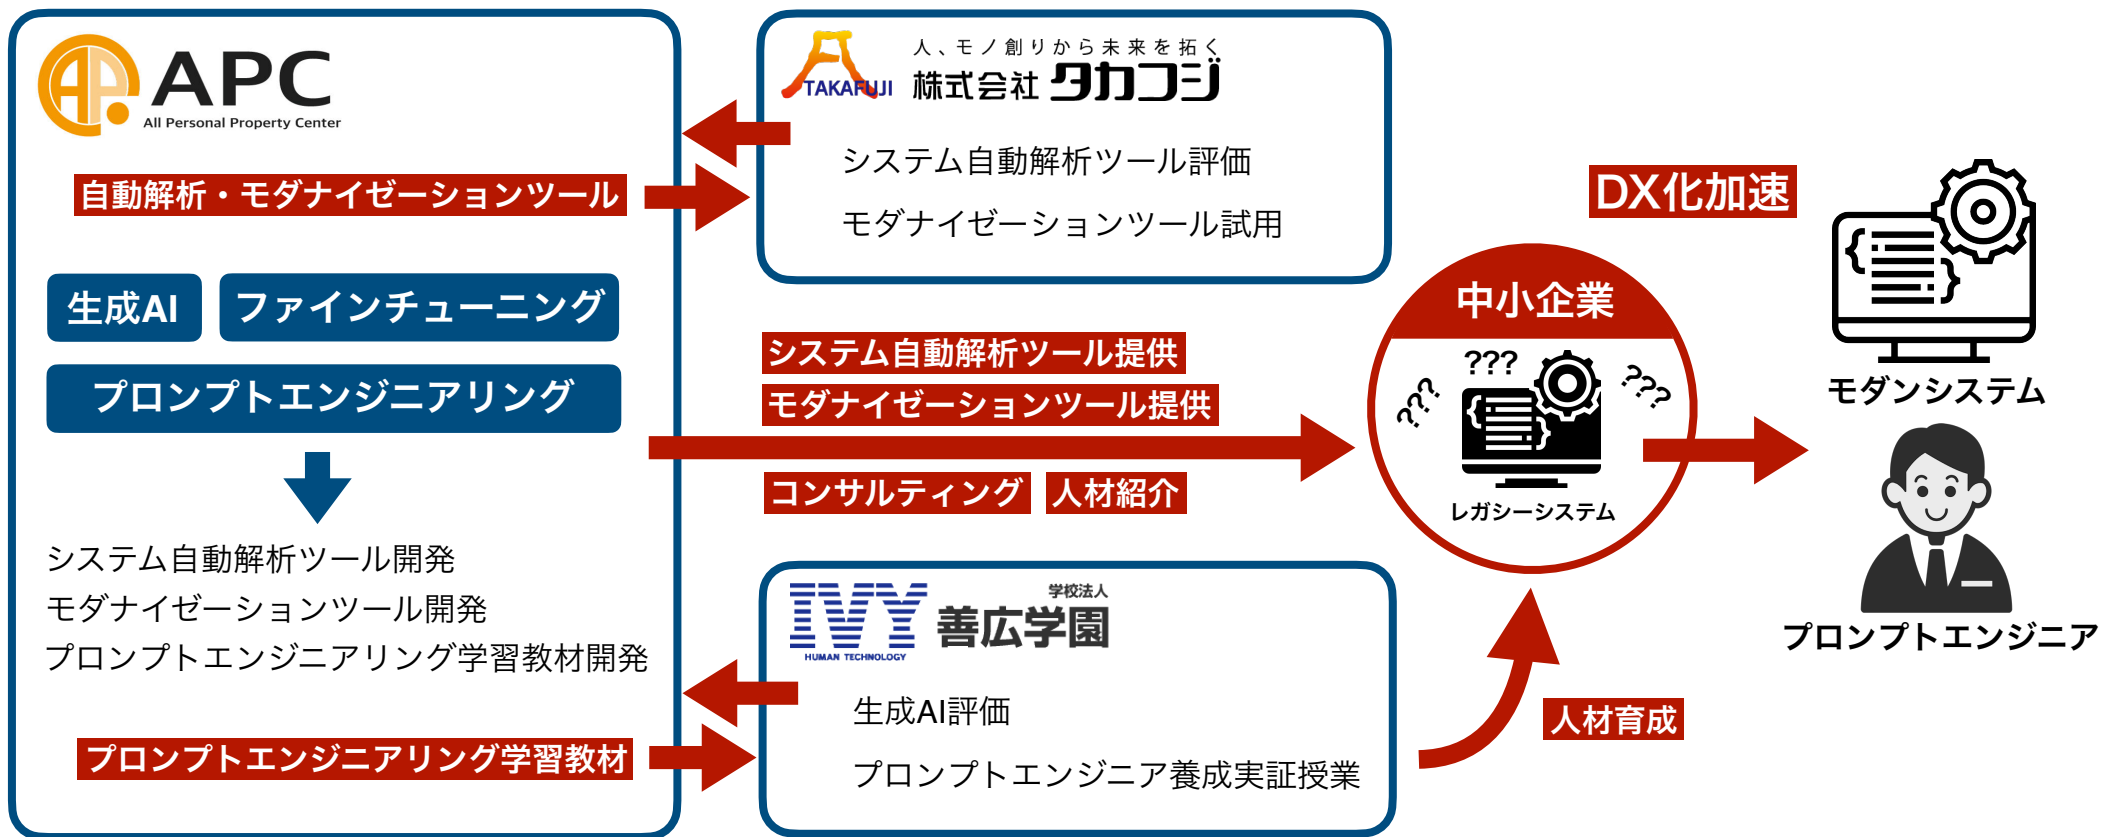 APC
All Personal Property Center
自動解析・モダナイゼーションツール
生成AI
ファインチューニング
プロンプトエンジニアリング
システム自動解析ツール開発
モダナイゼーションツール開発
プロンプトエンジニアリング学習教材開発
プロンプトエンジニアリング学習教材
TAKAFUJI
人、モノ創りから未来を拓く
株式会社 タカフジ
システム自動解析ツール評価
モダナイゼーションツール試用
システム自動解析ツール提供
モダナイゼーションツール提供
コンサルティング
人材紹介
IVY
HUMAN TECHNOLOGY
学校法人
善広学園
生成AI評価
プロンプトエンジニア養成実証授業
中小企業
???
???
???
レガシーシステム
人材育成
DX化加速
モダンシステム
プロンプトエンジニア